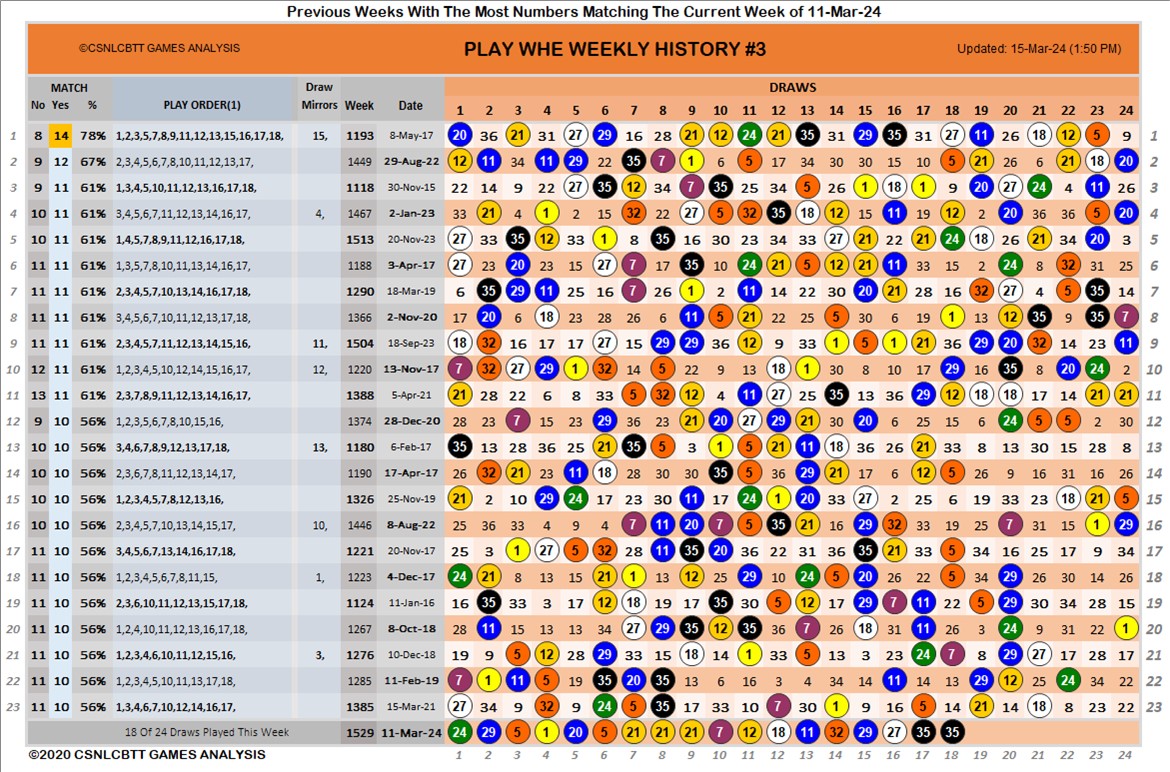 Previous Weeks With The Most Numbers Matching The Current Week of 11-Mar-24
©CSNLCBTT GAMES ANALYSIS PLAY WHE WEEKLY HISTORY #3 Updated: 15-Mar-24 (1:50 PM)
MATCH Draw DRAWS
No Yes % PLAY ORDER(1) Mirrors Week Date 1 2 3 4 5 6 7 8 9 10 11 12 13 14 15 16 17 18 19 20 21 22 23 24
1 8 14 78% 1,2,3,5,7,8,9,11,12,13,15,16,17,18, 15, 1193 8-May-17 20 36 21 31 27 29 16 28 21 12 24 21 35 31 29 35 31 27 11 26 18 12 5 9 1
2 9 12 67% 2,3,4,5,6,7,8,10,11,12,13,17, 1449 29-Aug-22 12 11 34 11 29 22 35 7 1 6 5 17 34 30 30 15 10 5 21 26 6 21 18 20 2
3 9 11 61% 1,3,4,5,10,11,12,13,16,17,18, 1118 30-Nov-15 22 14 9 22 27 35 12 34 7 35 3 34 5 26 1 18 1 9 20 27 24 4 11 26 3
4 10 11 61% 3,4,5,6,7,11,12,13,14,16,17, 4, 1467 2-Jan-23 33 21 4 1 2 15 32 22 27 5 32 35 18 12 15 11 19 12 4 20 36 36 5 20 4
5 10 11 61% 1,4,5,7,8,9,11,12,16,17,18, 1513 20-Nov-23 27 33 35 12 33 1 8 35 16 30 23 34 33 27 21 22 21 24 18 26 21 34 20 3 5
6 11 11 61% 1,3,5,7,8,10,11,13,14,16,17, 1188 3-Apr-17 27 23 20 23 15 27 7 9 35 10 24 21 5 12 21 11 33 15 2 24 8 32 31 25 6
7 11 11 61% 2,3,4,5,7,10,13,14,16,17,18, 1290 18-Mar-19 6 35 29 11 25 16 7 26 1 2 11 14 22 30 20 21 28 16 32 27 4 5 35 14 7
8 11 11 61% 3,4,5,6,7,10,11,12,13,17,18, 1366 2-Nov-20 17 20 6 18 23 28 26 6 11 5 21 22 25 5 30 6 19 1 13 12 35 9 35 7 8
9 11 11 61% 2,3,4,5,7,11,12,13,14,15,16, 11, 1504 18-Sep-23 18 32 16 17 17 27 15 29 29 36 12 9 33 1 5 1 21 36 29 20 32 14 23 11 9
10 12 11 61% 1,2,3,4,5,10,12,13,14,16,17, 12, 1220 13-Nov-17 7 32 27 29 1 32 14 5 22 9 13 18 1 30 8 10 17 29 16 35 8 20 24 2 10
11 13 11 61% 2,3,7,8,9,11,12,13,14,16,17, 1388 5-Apr-21 21 28 22 6 8 33 5 32 12 4 11 27 25 35 13 36 29 12 18 18 17 14 21 21 11
12 9 10 56% 1,2,3,5,6,7,8,10,15,16, 1374 28-Dec-20 28 23 7 15 23 29 36 23 21 20 27 29 21 30 20 6 25 15 6 24 5 5 2 30 12
13 10 10 56% 3,4,6,7,8,9,12,13,16,17, 13, 1180 6-Feb-17 35 13 28 36 25 21 35 5 3 1 5 21 11 18 36 26 21 33 8 13 30 15 28 8 13
14 10 10 56% 2,3,6,7,8,11,12,13,14,17, 1190 17-Apr-17 26 32 21 23 11 18 28 30 30 35 5 36 29 21 17 6 12 5 26 9 16 31 16 26 14
15 10 10 56% 1,2,3,4,5,7,8,12,13,16, 1326 25-Nov-19 21 2 10 29 24 17 23 30 11 17 24 1 20 33 27 2 25 6 19 33 23 18 21 5 15
16 10 10 56% 2,3,4,5,7,10,13,14,15,17, 10, 1446 8-Aug-22 25 36 33 4 9 4 7 11 20 7 5 35 21 16 29 32 33 19 25 7 31 15 1 29 16
17 11 10 56% 3,4,5,6,7,13,14,16,17,18, 1221 20-Nov-17 25 3 1 27 5 32 28 11 35 20 36 22 31 36 35 21 33 5 34 16 25 17 9 34 17
18 11 10 56% 1,2,3,4,5,6,7,8,11,15, 1, 1223 4-Dec-17 24 21 8 13 15 21 1 13 12 25 29 10 24 5 20 26 22 5 34 29 26 30 14 26 18
19 11 10 56% 2,3,6,10,11,12,13,15,17,18, 1124 11-Jan-16 16 35 33 3 17 12 18 19 17 35 30 5 12 17 29 7 11 22 5 29 30 34 28 15 19
20 11 10 56% 1,2,4,10,11,12,13,16,17,18, 1267 8-Oct-18 28 11 15 13 13 34 27 29 35 12 35 36 7 26 18 31 11 26 3 24 9 31 22 1 20
21 11 10 56% 1,2,3,4,6,10,11,12,15,16, 3, 1276 10-Dec-18 19 9 5 12 28 29 33 15 18 14 1 33 5 13 3 23 24 7 8 29 27 17 28 17 21
22 11 10 56% 1,2,3,4,5,10,11,13,17,18, 1285 11-Feb-19 7 1 11 5 19 35 20 35 13 6 16 3 4 34 14 11 14 13 29 12 25 24 34 22 22
23 11 10 56% 1,3,4,6,7,10,12,14,16,17, 1385 15-Mar-21 27 34 9 32 9 24 5 35 17 33 10 7 30 1 9 16 5 14 21 14 18 8 23 22 23
18 Of 24 Draws Played This Week 1529 11-Mar-24 24 29 5 1 20 5 21 21 21 7 12 18 11 32 29 27 35 35
©2020 CSNLCBTT GAMES ANALYSIS 1 2 3 4 5 6 7 8 9 10 11 12 13 14 15 16 17 18 19 20 21 22 23 24